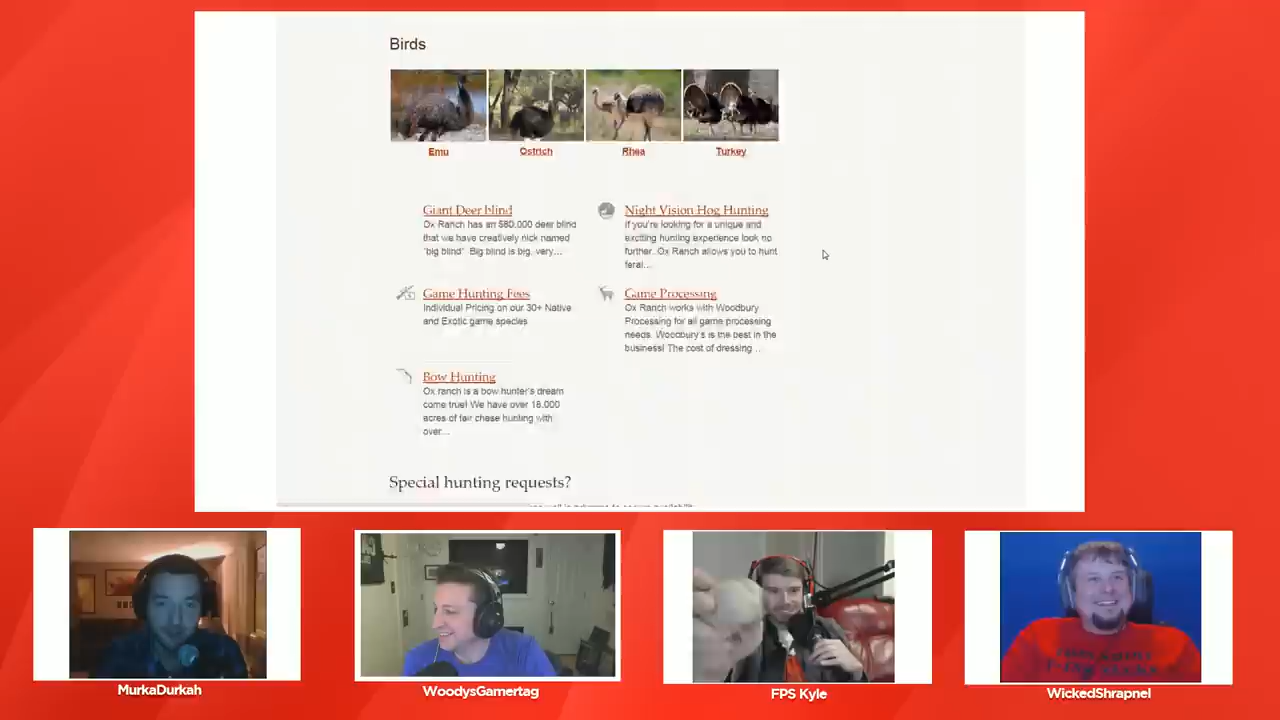 Birds
Emu
Ostrich
Rhea
Turkey
Giant Deer blind
Ox Ranch has an $80,000 deer blind
that we have creatively nick named
"big blind". Big blind is big, very...
Night Vision Hog Hunting
If you're looking for a unique and
exciting hunting experience look no
further. Ox Ranch allows you to hunt
feral...
Game Hunting Fees
Individual Pricing on our 30+ Native
and Exotic game species
Game Processing
Ox Ranch works with Woodbury
Processing for all game processing
needs. Woodbury's is the best in the
business! The cost of dressing ...
Bow Hunting
Ox ranch is a bow hunter's dream
come true! We have over 18,000
acres of fair chase hunting with
over...
Special hunting requests?
MurkaDurkah
WoodysGamertag
FPS Kyle
WickedShrapnel